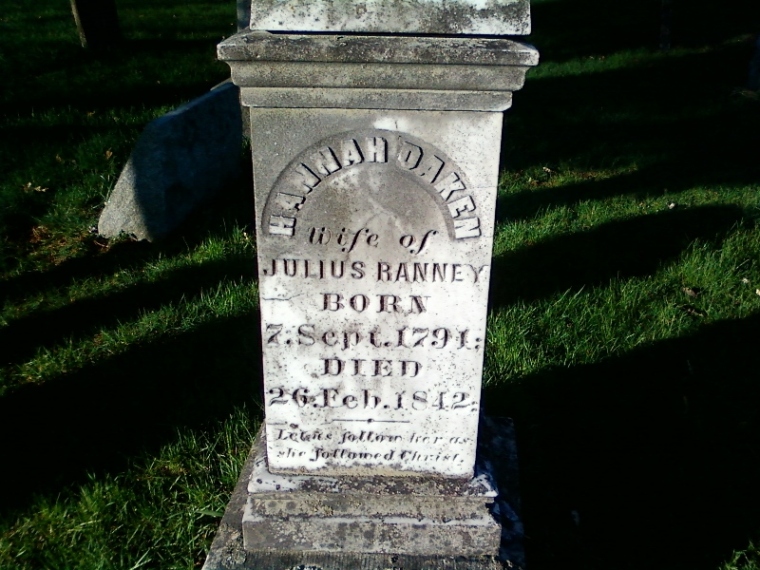 HANNAH DAKEN
Wife of
JULIUS RANNEY
BORN
7. Sept. 1791;
DIED
26. Feb. 1842;
Let us follow her as
she followed Christ.